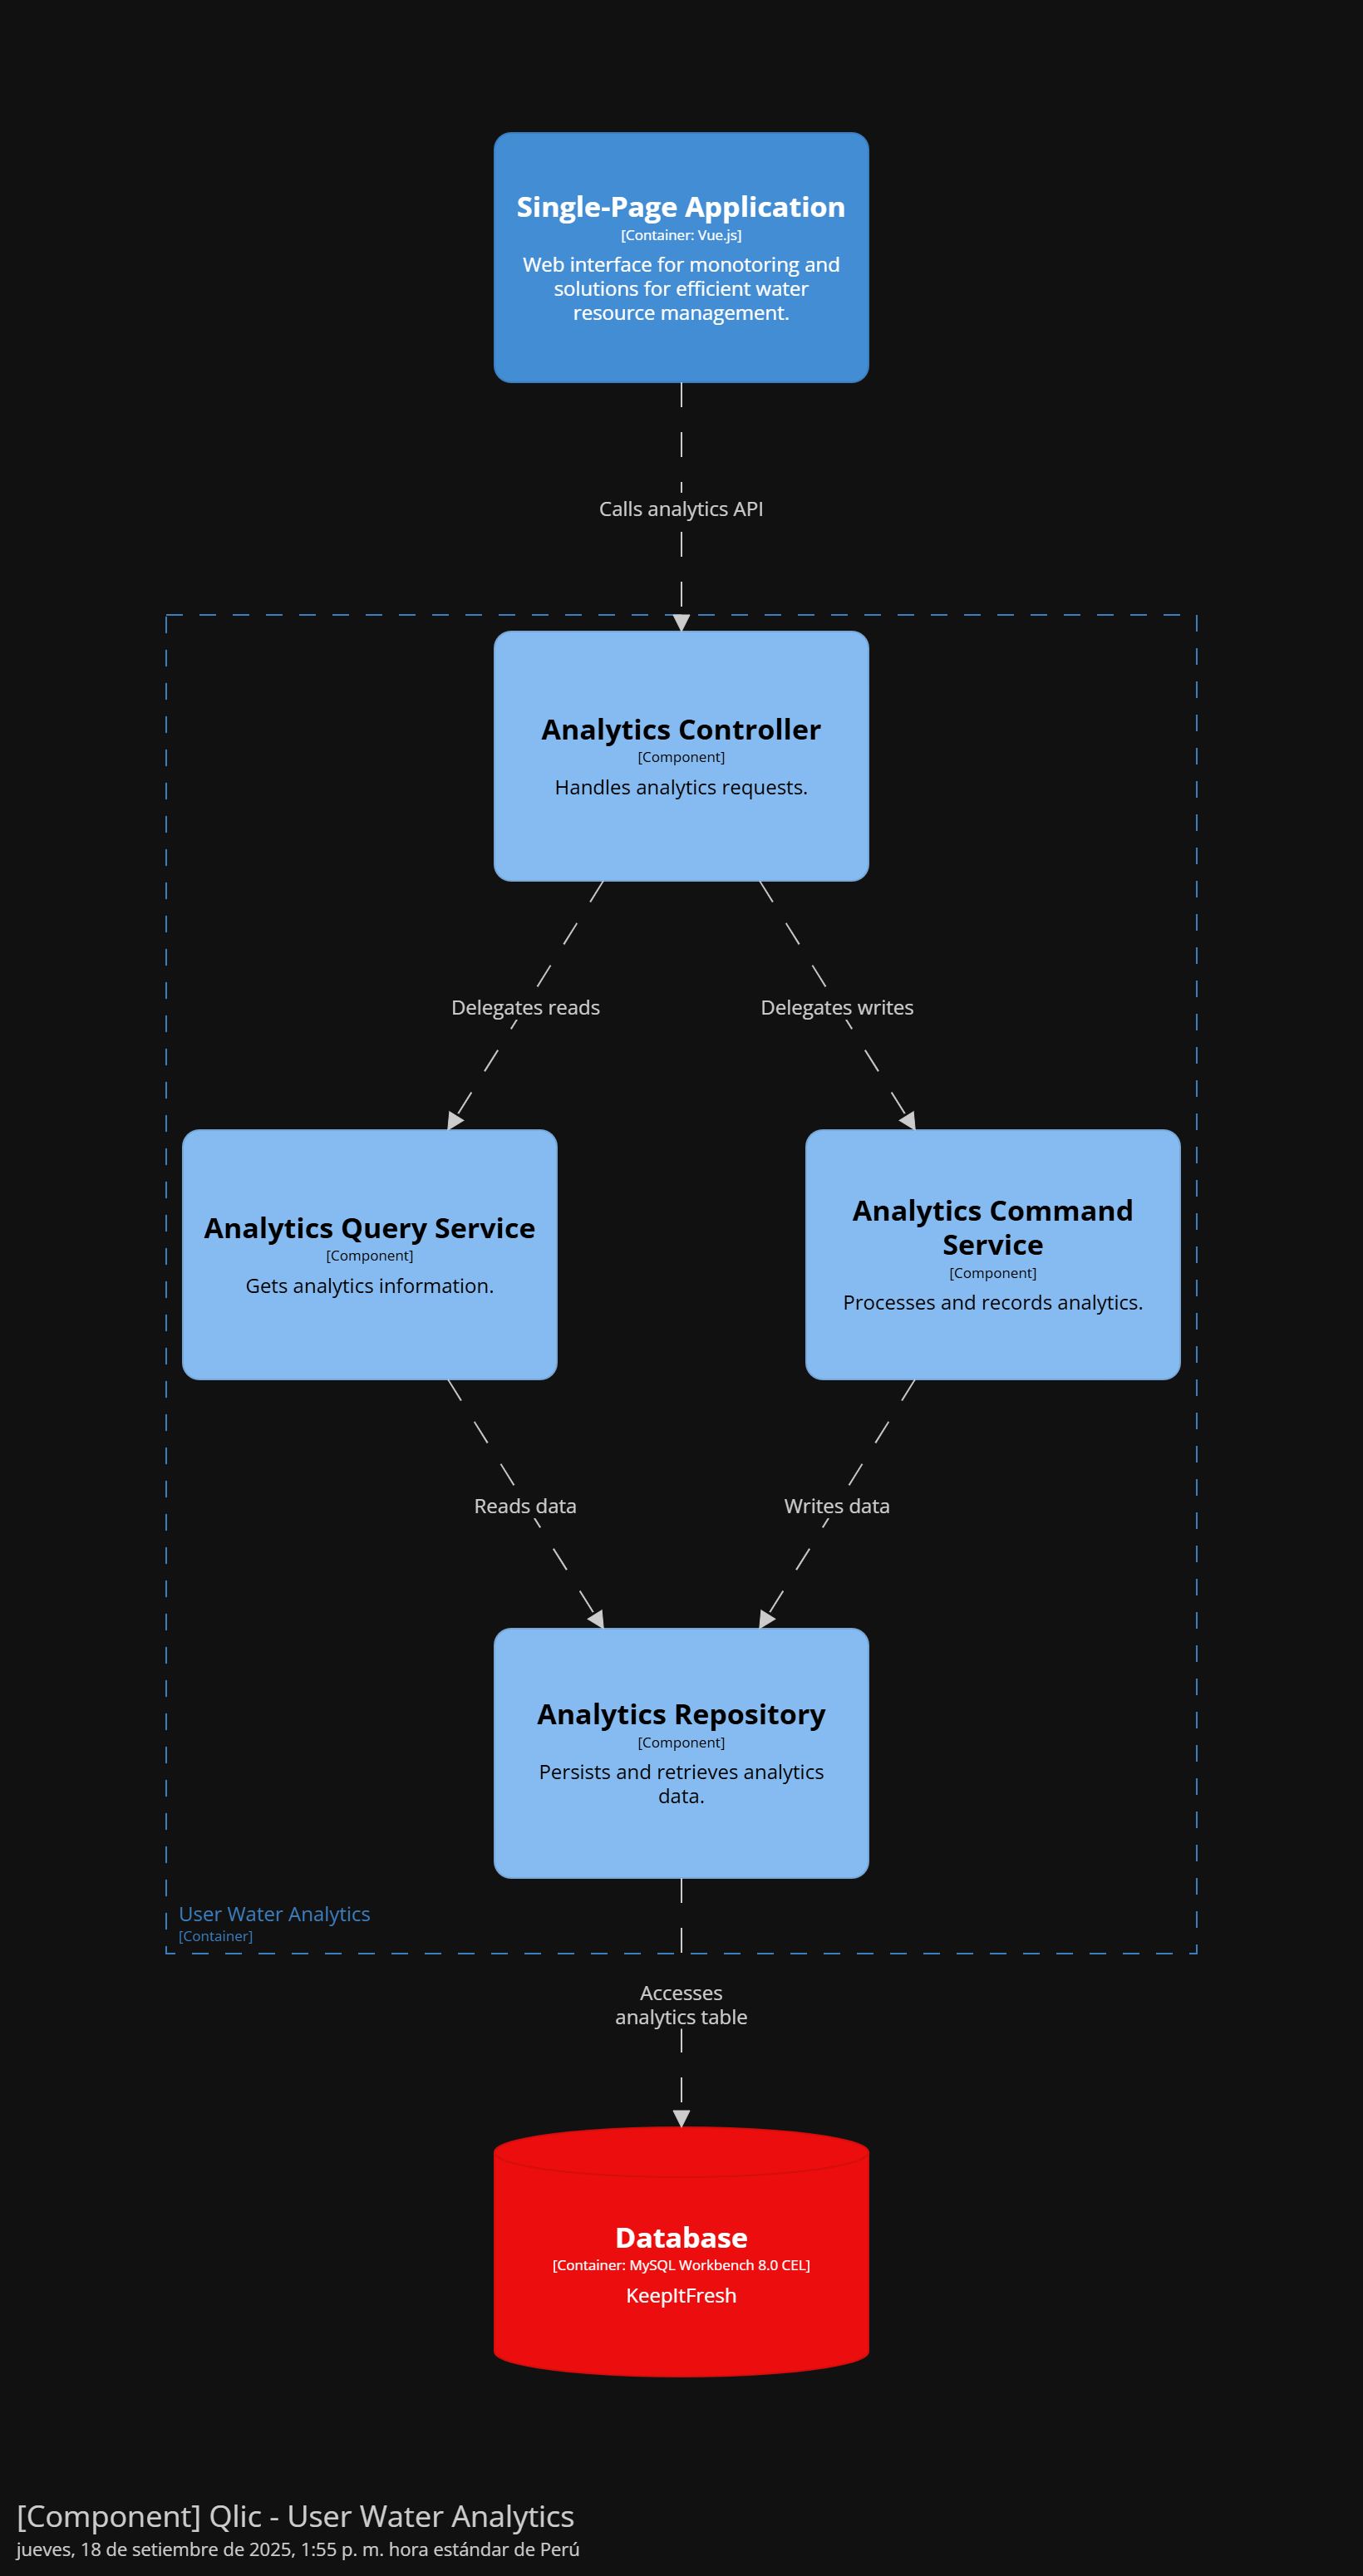 Single-Page Application
[Container: Vue.js]
Web interface for monotoring and
solutions for efficient water
resource management.
Calls analytics API
Analytics Controller
[Component]
Handles analytics requests.
Delegates reads
Delegates writes
Analytics Query Service
[Component]
Gets analytics information.
Analytics Command
Service
[Component]
Processes and records analytics.
Reads data
Writes data
Analytics Repository
[Component]
Persists and retrieves analytics
data.
User Water Analytics
[Container]
Accesses
analytics table
Database
[Container: MySQL Workbench 8.0 CEL]
KeepItFresh
[Component] Qlic - User Water Analytics
jueves, 18 de setiembre de 2025, 1:55 p. m. hora estándar de Perú